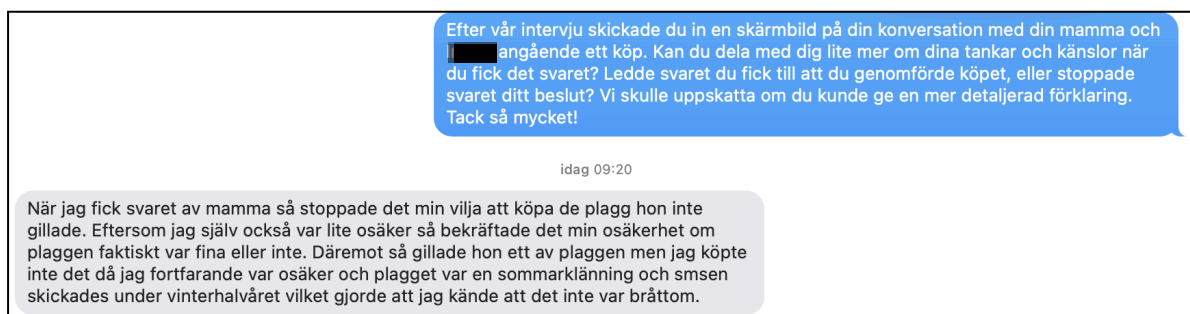 Efter vår intervju skickade du in en skärmbild på din konversation med din mamma och
angående ett köp. Kan du dela med dig lite mer om dina tankar och känslor när
du fick det svaret? Ledde svaret du fick till att du genomförde köpet, eller stoppade
svaret ditt beslut? Vi skulle uppskatta om du kunde ge en mer detaljerad förklaring.
Tack så mycket!
idag 09:20
När jag fick svaret av mamma så stoppade det min vilja att köpa de plagg hon inte
gillade. Eftersom jag själv också var lite osäker så bekräftade det min osäkerhet om
plaggen faktiskt var fina eller inte. Däremot så gillade hon ett av plaggen men jag köpte
inte det då jag fortfarande var osäker och plagget var en sommarklänning och smsen
skickades under vinterhalvåret vilket gjorde att jag kände att det inte var bråttom.